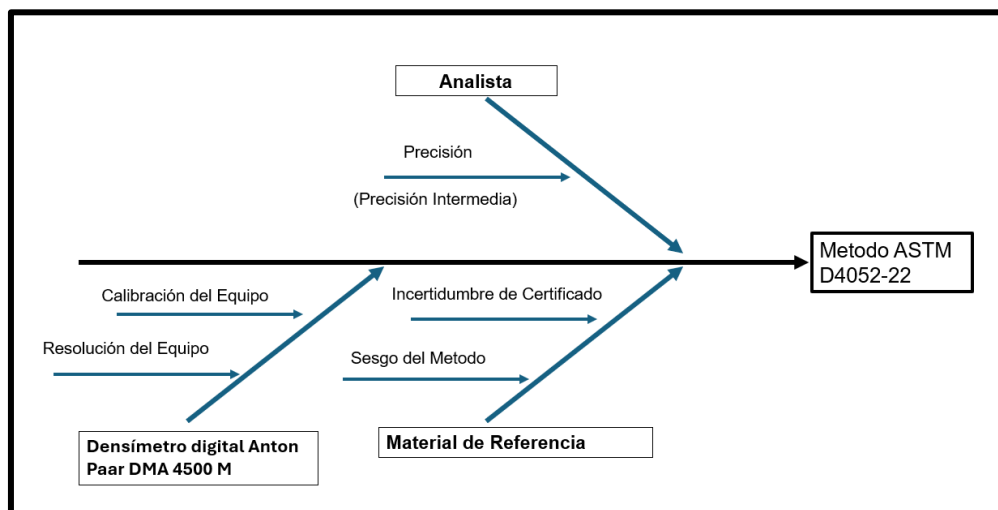 Analista
Precisión
(Precisión Intermedia)
Metodo ASTM
D4052-22
Calibración del Equipo
Incertidumbre de Certificado
Resolución del Equipo
Sesgo del Metodo
Densímetro digital Anton
Paar DMA 4500 M
Material de Referencia